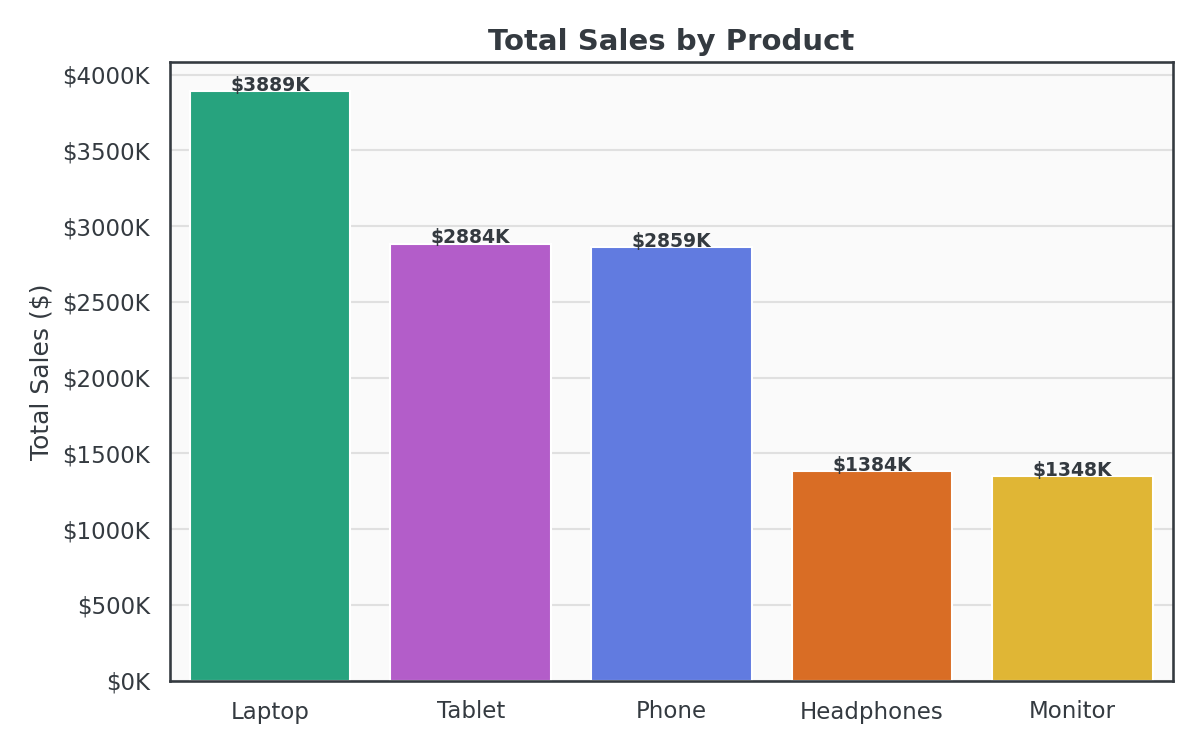 Total Sales by Product
Total Sales ($)
$4000K
$3500K
$3000K
$2500K
$2000K
$1500K
$1000K
$500K
$0K
$3889K
$2884K
$2859K
$1384K
$1348K
Laptop
Tablet
Phone
Headphones
Monitor